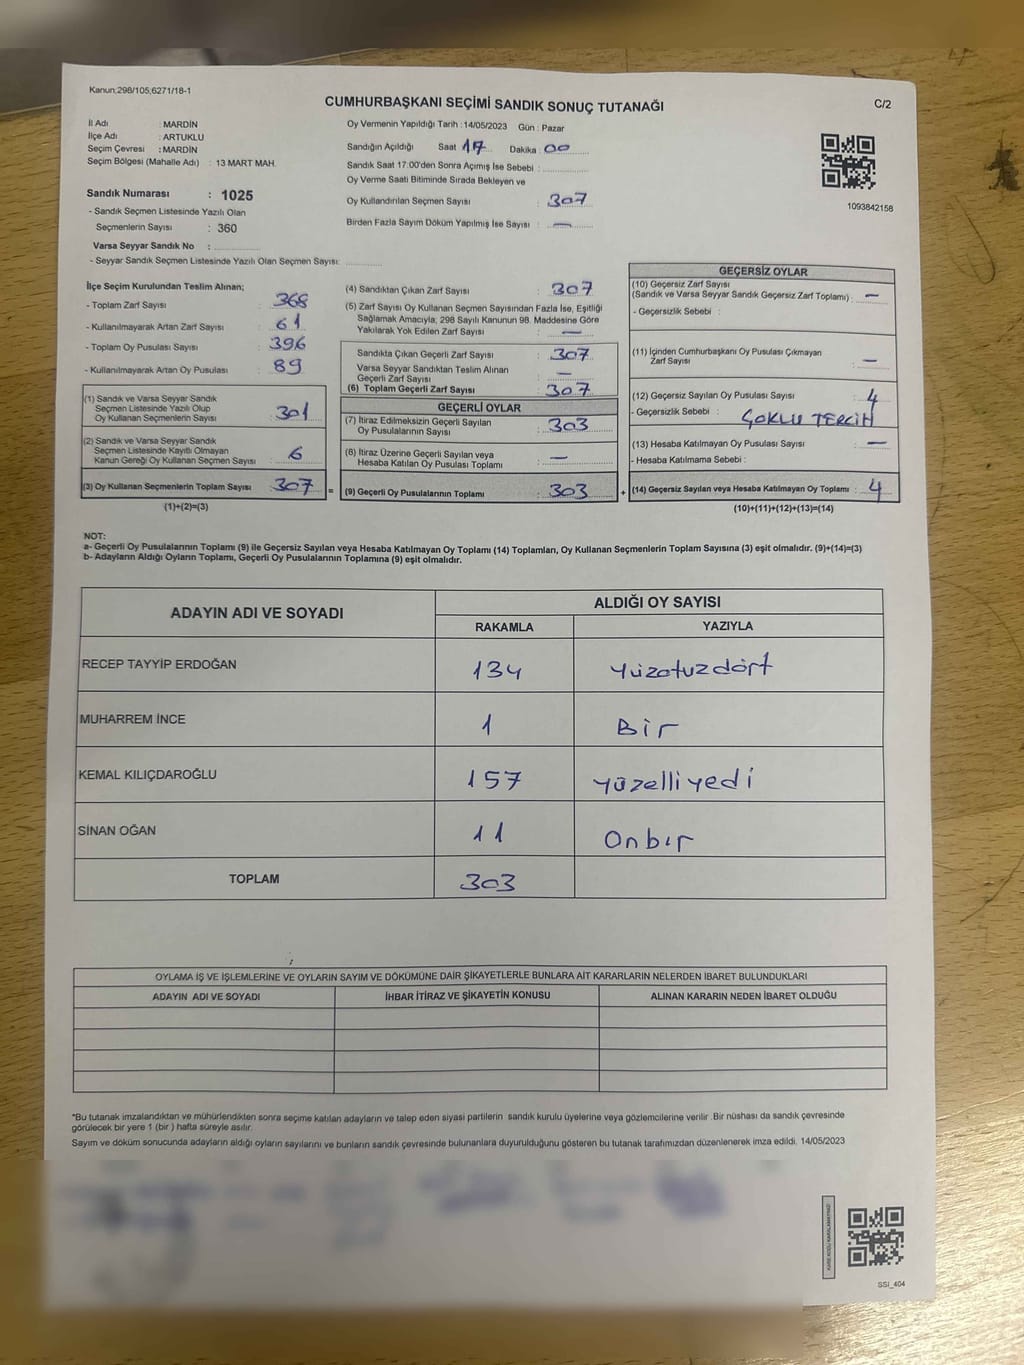 Kanun;298/105;6271/18-1
CUMHURBAŞKANI SEÇİMİ SANDIK SONUÇ TUTANAĞI
C/2
İl Adı : MARDİN
İlçe Adı : ARTUKLU
Seçim Çevresi : MARDİN
Seçim Bölgesi (Mahalle Adı) : 13 MART MAH.
Sandık Numarası : 1025
- Sandık Seçmen Listesinde Yazılı Olan
Seçmenlerin Sayısı : 360
Varsa Seyyar Sandık No :
- Seyyar Sandık Seçmen Listesinde Yazılı Olan Seçmen Sayısı:
Oy Vermenin Yapıldığı Tarih : 14/05/2023 Gün : Pazar
Sandığın Açıldığı Saat 17 Dakika : 00
Sandık Saat 17:00'den Sonra Açımış İse Sebebi :
Oy Verme Saati Bitiminde Sırada Bekleyen ve
Oy Kullandırılan Seçmen Sayısı : 307
Birden Fazla Sayım Döküm Yapılmış İse Sayısı : —
1093842158
İlçe Seçim Kurulundan Teslim Alınan;
- Toplam Zarf Sayısı : 368
- Kullanılmayarak Artan Zarf Sayısı : 61
- Toplam Oy Pusulası Sayısı : 396
- Kullanılmayarak Artan Oy Pusulası : 89
(1) Sandık ve Varsa Seyyar Sandık
Seçmen Listesinde Yazılı Olup
Oy Kullanan Seçmenlerin Sayısı : 301
(2) Sandık ve Varsa Seyyar Sandık
Seçmen Listesinde Kayıtlı Olmayan
Kanun Gereği Oy Kullanan Seçmen Sayısı : 6
(3) Oy Kullanan Seçmenlerin Toplam Sayısı : 307 =
(1)+(2)=(3)
(4) Sandıktan Çıkan Zarf Sayısı : 307
(5) Zarf Sayısı Oy Kullanan Seçmen Sayısından Fazla İse, Eşitliği
Sağlamak Amacıyla, 298 Sayılı Kanunun 98. Maddesine Göre
Yakılarak Yok Edilen Zarf Sayısı : —
Sandıkta Çıkan Geçerli Zarf Sayısı : 307
Varsa Seyyar Sandıktan Teslim Alınan
Geçerli Zarf Sayısı : —
(6) Toplam Geçerli Zarf Sayısı : 307
GEÇERLİ OYLAR
(7) İtiraz Edilmeksizin Geçerli Sayılan
Oy Pusulalarının Sayısı : 303
(8) İtiraz Üzerine Geçerli Sayılan veya
Hesaba Katılan Oy Pusulası Toplamı : —
(9) Geçerli Oy Pusulalarının Toplamı : 303 +
GEÇERSİZ OYLAR
(10) Geçersiz Zarf Sayısı
(Sandık ve Varsa Seyyar Sandık Geçersiz Zarf Toplamı) : —
- Geçersizlik Sebebi :
(11) İçinden Cumhurbaşkanı Oy Pusulası Çıkmayan
Zarf Sayısı : —
(12) Geçersiz Sayılan Oy Pusulası Sayısı : 4
- Geçersizlik Sebebi : ÇOKLU TERCİH
(13) Hesaba Katılmayan Oy Pusulası Sayısı : —
- Hesaba Katılmama Sebebi :
(14) Geçersiz Sayılan veya Hesaba Katılmayan Oy Toplamı : 4
(10)+(11)+(12)+(13)=(14)
NOT:
a- Geçerli Oy Pusulalarının Toplamı (9) ile Geçersiz Sayılan veya Hesaba Katılmayan Oy Toplamı (14) Toplamları, Oy Kullanan Seçmenlerin Toplam Sayısına (3) eşit olmalıdır. (9)+(14)=(3)
b- Adayların Aldığı Oyların Toplamı, Geçerli Oy Pusulalarının Toplamına (9) eşit olmalıdır.
ADAYIN ADI VE SOYADI
ALDIĞI OY SAYISI
RAKAMLA YAZIYLA
RECEP TAYYİP ERDOĞAN 134 Yüzotuzdört
MUHARREM İNCE 1 Bir
KEMAL KILIÇDAROĞLU 157 yüzelliyedi
SİNAN OĞAN 11 Onbır
TOPLAM 303
OYLAMA İŞ VE İŞLEMLERİNE VE OYLARIN SAYIM VE DÖKÜMÜNE DAİR ŞİKAYETLERLE BUNLARA AİT KARARLARIN NELERDEN İBARET BULUNDUKLARI
ADAYIN ADI VE SOYADI İHBAR İTİRAZ VE ŞİKAYETİN KONUSU ALINAN KARARIN NEDEN İBARET OLDUĞU
*Bu tutanak imzalandıktan ve mühürlendikten sonra seçime katılan adayların ve talep eden siyasi partilerin sandık kurulu üyelerine veya gözlemcilerine verilir .Bir nüshası da sandık çevresinde
görülecek bir yere 1 (bir ) hafta süreyle asılır.
Sayım ve döküm sonucunda adayların aldığı oyların sayılarını ve bunların sandık çevresinde bulunanlara duyurulduğunu gösteren bu tutanak tarafımızdan düzenlenerek imza edildi. 14/05/2023
SSI_404